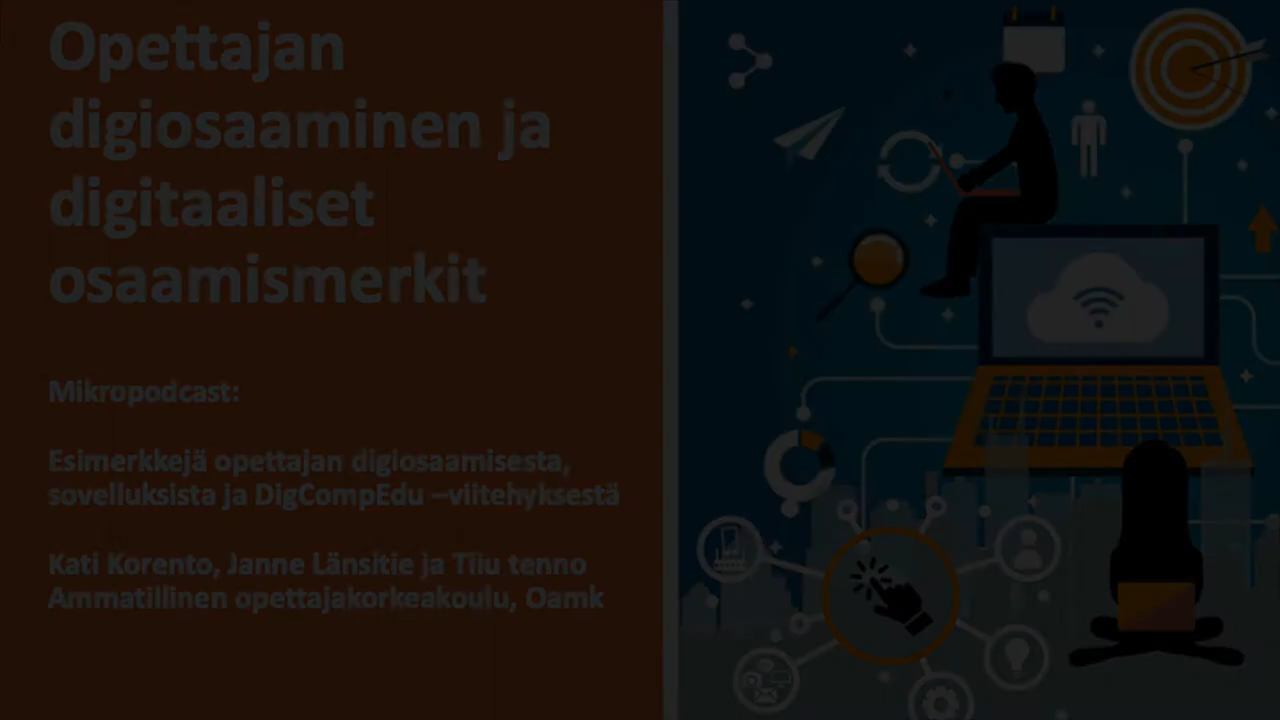 Opettajan
digiosaaminen ja
digitaaliset
osaamismerkit
Mikropodcast:
Esimerkkejä opettajan digiosaamisesta,
sovelluksista ja DigCompEdu –viitehyksestä
Kati Korento, Janne Länsitie ja Tiiu tenno
Ammatillinen opettajakorkeakoulu, Oamk